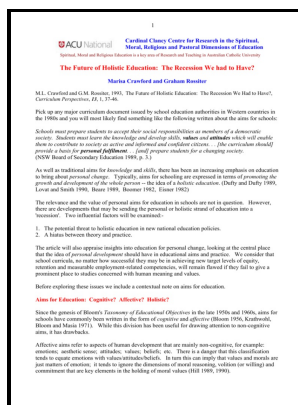 1
ACU National
Cardinal Clancy Centre for Research in the Spiritual,
Moral, Religious and Pastoral Dimensions of Education
Spiritual, Moral and Religious Education is a key area of Research and Teaching in Australian Catholic University
The Future of Holistic Education: The Recession We had to Have?
Marisa Crawford and Graham Rossiter
M.L. Crawford and G.M. Rossiter, 1993, The Future of Holistic Education: The Recession We Had to Have?,
Curriculum Perspectives, 13, 1, 37-46.
Pick up any major curriculum document issued by school education authorities in Western countries in
the 1980s and you will most likely find something like the following written about the aims for schools:
Schools must prepare students to accept their social responsibilities as members of a democratic
society. Students must learn the knowledge and develop skills, values and attitudes which will enable
them to contribute to society as active and informed and confident citizens. . . [the curriculum should]
provide a basis for personal fulfilment. . . [and] prepare students for a changing society.
(NSW Board of Secondary Education 1989, p. 3.)
As well as traditional aims for knowledge and skills, there has been an increasing emphasis on education
to bring about personal change. Typically, aims for schooling are expressed in terms of promoting the
growth and development of the whole person -- the idea of a holistic education. (Dufty and Dufty 1989,
Lovat and Smith 1990, Beare 1989, Boomer 1982, Eisner 1982)
The relevance and the value of personal aims for education in schools are not in question. However,
there are developments that may be sending the personal or holistic strand of education into a
'recession'. Two influential factors will be examined:-
1. The potential threat to holistic education in new national education policies.
2. A hiatus between theory and practice.
The article will also appraise insights into education for personal change, looking at the central place
that the idea of personal development should have in educational aims and practice. We consider that
school curricula, no matter how successful they may be in achieving new target levels of equity,
retention and measurable employment-related competencies, will remain flawed if they fail to give a
prominent place to studies concerned with human meaning and values.
Before exploring these issues we include a contextual note on aims for education.
Aims for Education: Cognitive? Affective? Holistic?
Since the genesis of Bloom's Taxonomy of Educational Objectives in the late 1950s and 1960s, aims for
schools have commonly been written in the form of cognitive and affective (Bloom 1956, Krathwohl,
Bloom and Masia 1971). While this division has been useful for drawing attention to non-cognitive
aims, it has drawbacks.
Affective aims refer to aspects of human development that are mainly non-cognitive, for example:
emotions; aesthetic sense; attitudes; values; beliefs; etc. There is a danger that this classification
tends to equate emotions with values/attitudes/beliefs. In turn this can imply that values and morals are
just matters of emotion; it tends to ignore the dimensions of moral reasoning, volition (or willing) and
commitment that are key elements in the holding of moral values (Hill 1989, 1990).